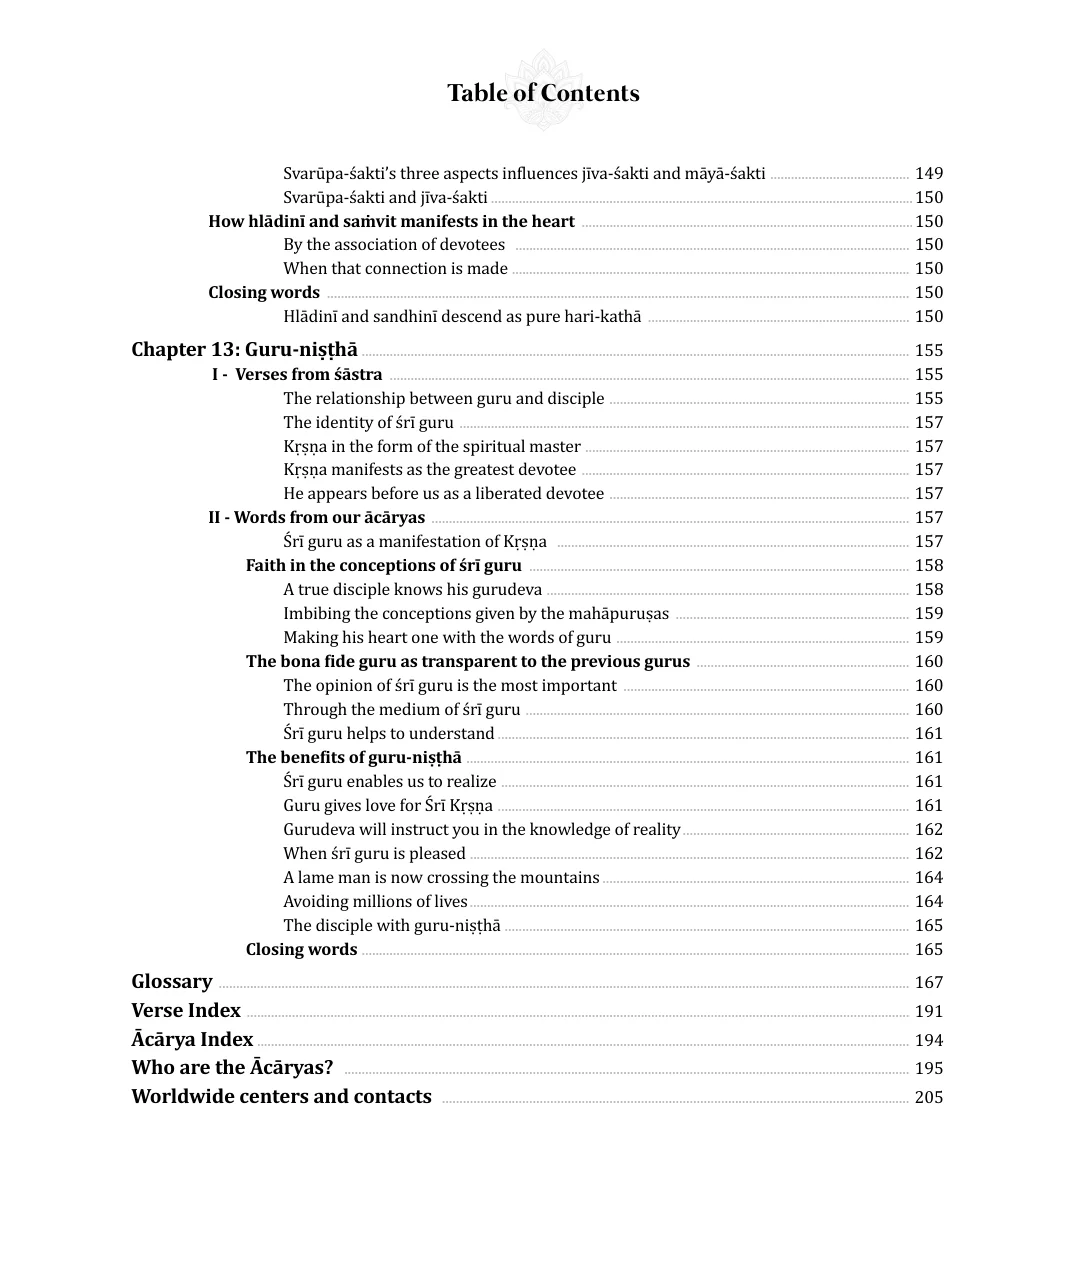 Table of Contents
Svarūpa-śakti’s three aspects influences jīva-śakti and māyā-śakti 149
Svarūpa-śakti and jīva-śakti 150
How hlādinī and saṁvit manifests in the heart 150
By the association of devotees 150
When that connection is made 150
Closing words 150
Hlādinī and sandhinī descend as pure hari-kathā 150
Chapter 13: Guru-niṣṭhā 155
I - Verses from śāstra 155
The relationship between guru and disciple 155
The identity of śrī guru 157
Kṛṣṇa in the form of the spiritual master 157
Kṛṣṇa manifests as the greatest devotee 157
He appears before us as a liberated devotee 157
II - Words from our ācāryas 157
Śrī guru as a manifestation of Kṛṣṇa 157
Faith in the conceptions of śrī guru 158
A true disciple knows his gurudeva 158
Imbibing the conceptions given by the mahāpuruṣas 159
Making his heart one with the words of guru 159
The bona fide guru as transparent to the previous gurus 160
The opinion of śrī guru is the most important 160
Through the medium of śrī guru 160
Śrī guru helps to understand 161
The benefits of guru-niṣṭhā 161
Śrī guru enables us to realize 161
Guru gives love for Śrī Kṛṣṇa 161
Gurudeva will instruct you in the knowledge of reality 162
When śrī guru is pleased 162
A lame man is now crossing the mountains 164
Avoiding millions of lives 164
The disciple with guru-niṣṭhā 165
Closing words 165
Glossary 167
Verse Index 191
Ācārya Index 194
Who are the Ācāryas? 195
Worldwide centers and contacts 205